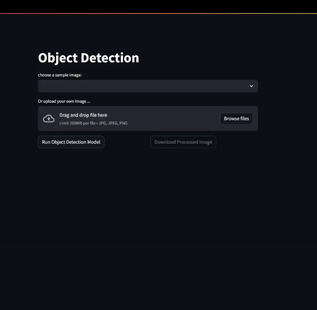 Object Detection
choose a sample image:
Or upload your own image...
Drag and drop file here
Limit 200MB per file • JPG, JPEG, PNG
Browse files
Run Object Detection Model
Download Processed Image